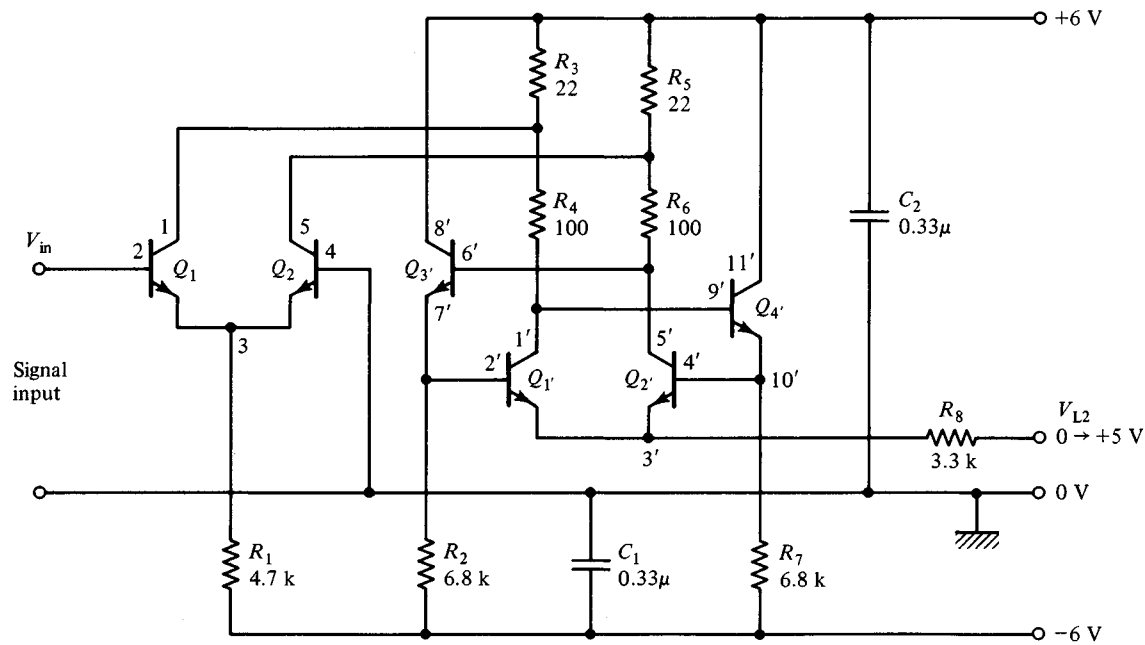 +6 V
R3
22
R5
22
1
5
R4
100
R6
100
C2
0.33μ
Vin
2
Q1
Q2
4
8′
Q3′
6′
7′
11′
9′
Q4′
3
1′
5′
2′
Q1′
Q2′
4′
10′
Signal
input
R8
3.3 k
VL2
0 → +5 V
3′
0 V
R1
4.7 k
R2
6.8 k
C1
0.33μ
R7
6.8 k
−6 V